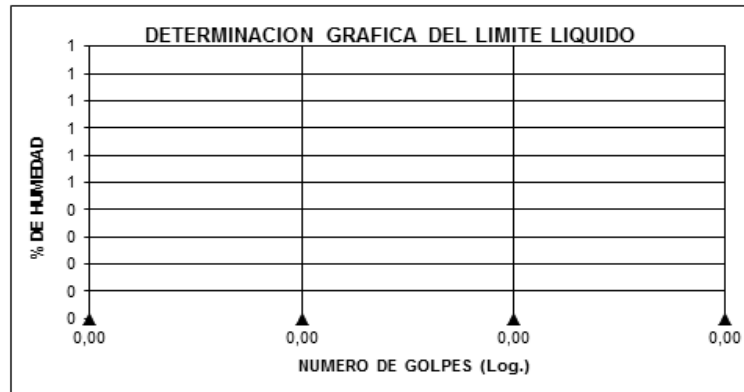 DETERMINACION GRAFICA DEL LIMITE LIQUIDO
% DE HUMEDAD
1
1
1
1
1
1
0
0
0
0
0
0,00 0,00 0,00 0,00
NUMERO DE GOLPES (Log.)